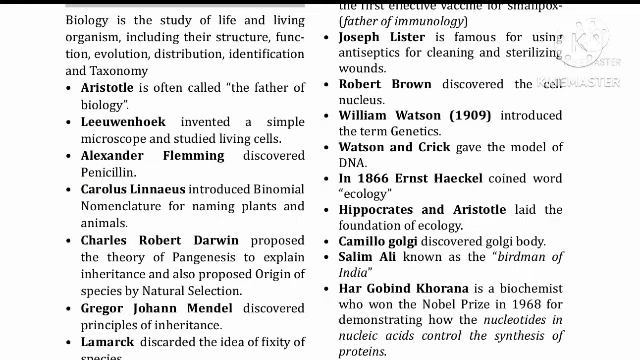 Biology is the study of life and living
organism, including their structure, func-
tion, evolution, distribution, identification
and Taxonomy
• Aristotle is often called "the father of
biology".
• Leeuwenhoek invented a simple
microscope and studied living cells.
• Alexander Flemming discovered
Penicillin.
• Carolus Linnaeus introduced Binomial
Nomenclature for naming plants and
animals.
• Charles Robert Darwin proposed
the theory of Pangenesis to explain
inheritance and also proposed Origin of
species by Natural Selection.
• Gregor Johann Mendel discovered
principles of inheritance.
• Lamarck discarded the idea of fixity of
species
the first effective vaccine for smallpox-
(father of immunology)
• Joseph Lister is famous for using
antiseptics for cleaning and sterilizing
wounds.
• Robert Brown discovered the cell
nucleus.
• William Watson (1909) introduced
the term Genetics.
• Watson and Crick gave the model of
DNA.
• In 1866 Ernst Haeckel coined word
"ecology"
• Hippocrates and Aristotle laid the
foundation of ecology.
• Camillo golgi discovered golgi body.
• Salim Ali known as the "birdman of
India"
• Har Gobind Khorana is a biochemist
who won the Nobel Prize in 1968 for
demonstrating how the nucleotides in
nucleic acids control the synthesis of
proteins.
KINEMASTER